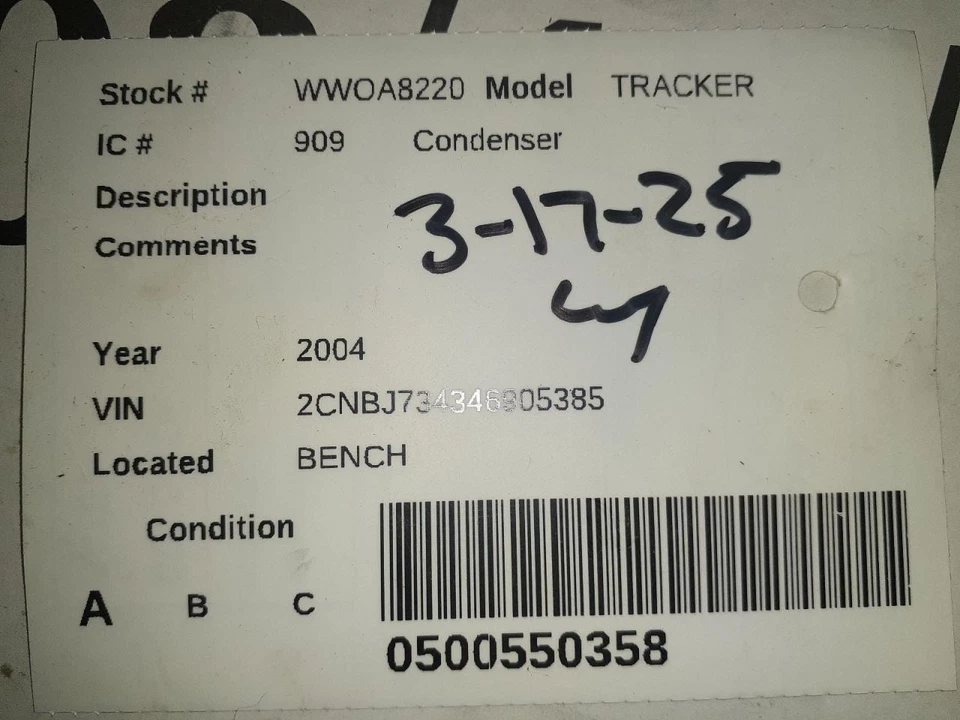 Stock # WWOA8220 Model TRACKER
IC # 909 Condenser
Description
3-17-25
Comments
Year 2004
VIN 2CNBJ734346905385
Located BENCH
Condition
A B C
0500550358